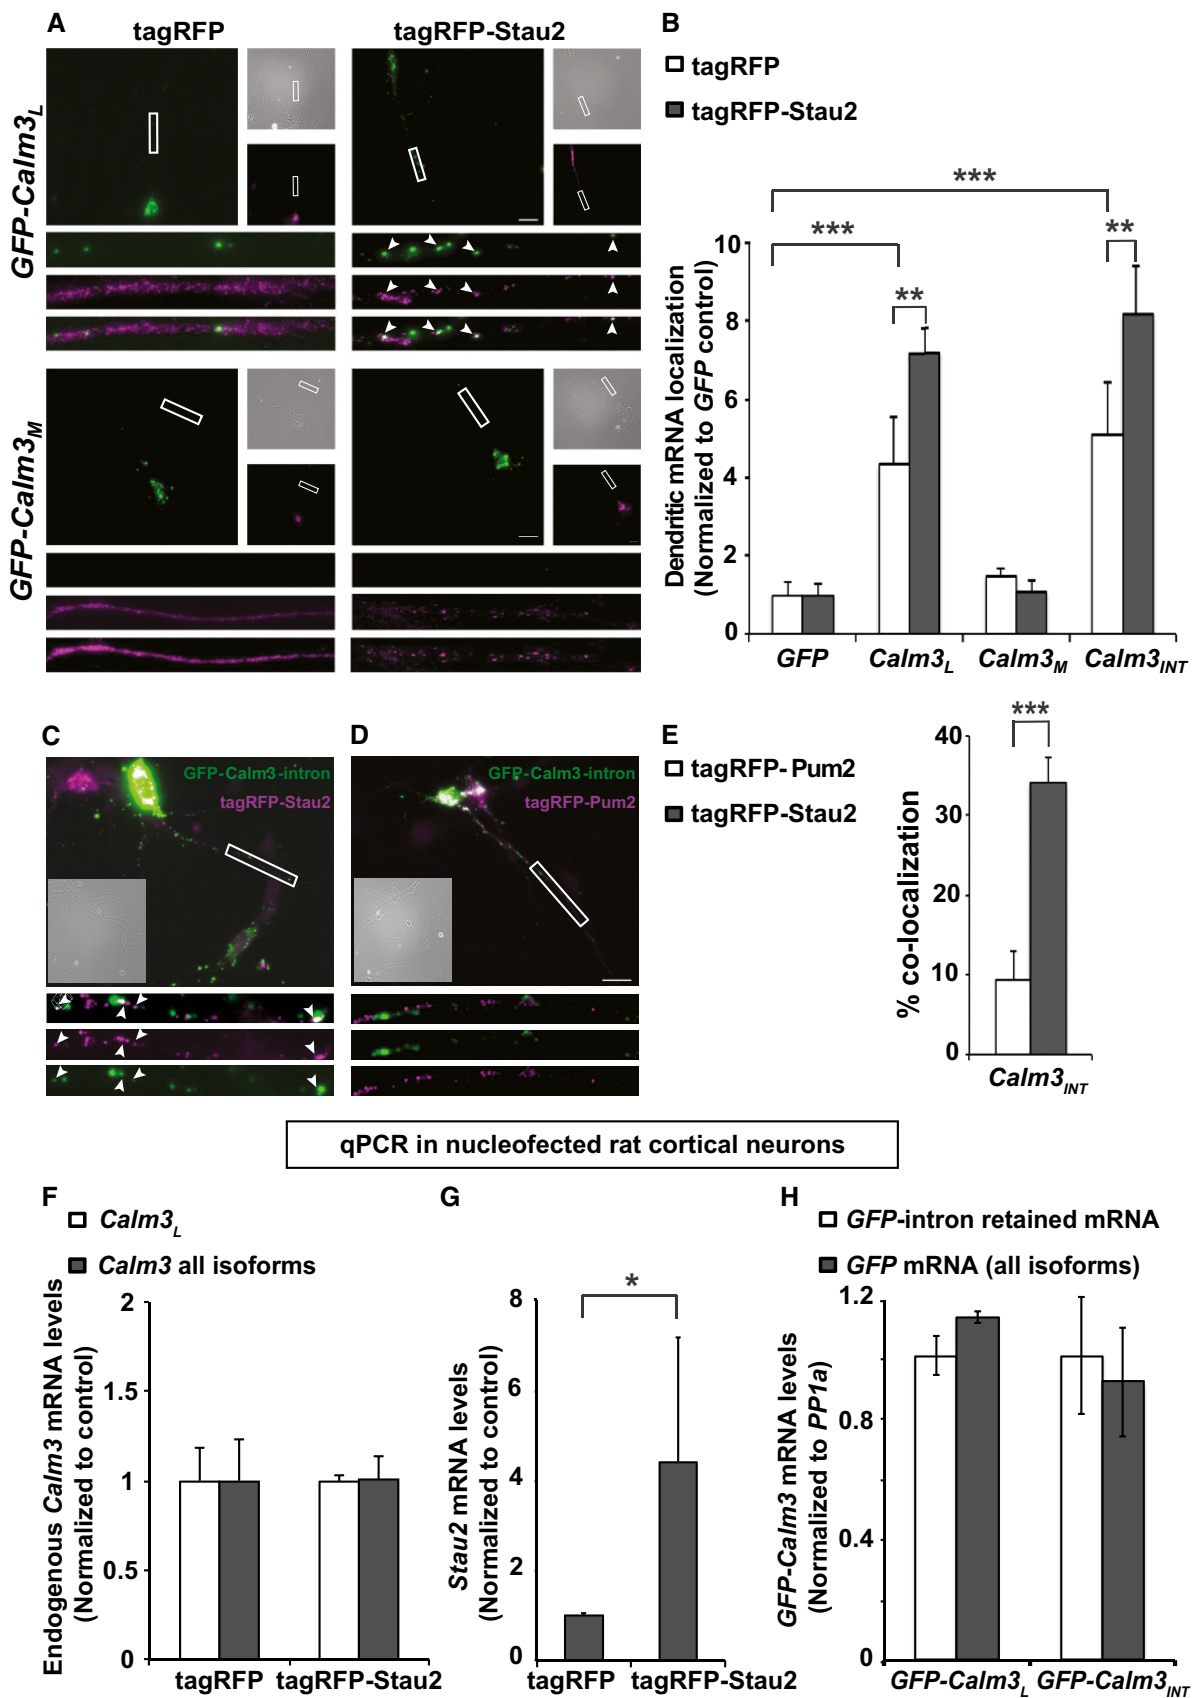 A
tagRFP
tagRFP-Stau2
GFP-Calm3L
GFP-Calm3M
B
tagRFP
tagRFP-Stau2
Dendritic mRNA localization
(Normalized to GFP control)
10
8
6
4
2
0
***
***
**
**
GFP
Calm3L
Calm3M
Calm3INT
C
GFP-Calm3-intron
tagRFP-Stau2
D
GFP-Calm3-intron
tagRFP-Pum2
E
tagRFP-Pum2
tagRFP-Stau2
% co-localization
40
30
20
10
0
***
Calm3INT
qPCR in nucleofected rat cortical neurons
F
Calm3L
Calm3 all isoforms
Endogenous Calm3 mRNA levels
(Normalized to control)
2
1.5
1
0.5
0
tagRFP
tagRFP-Stau2
G
Stau2 mRNA levels
(Normalized to control)
8
6
4
2
0
*
tagRFP
tagRFP-Stau2
H
GFP-intron retained mRNA
GFP mRNA (all isoforms)
GFP-Calm3 mRNA levels
(Normalized to PP1a)
1.2
0.8
0.4
0
GFP-Calm3L
GFP-Calm3INT